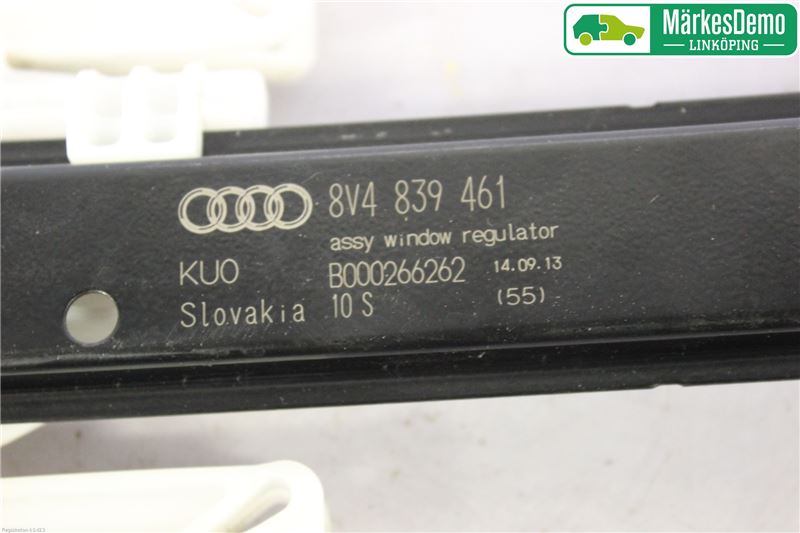 MärkesDemo
LINKÖPING
8V4 839 461
assy window regulator
KUO B000266262 14.09.13
Slovakia 10 S (55)